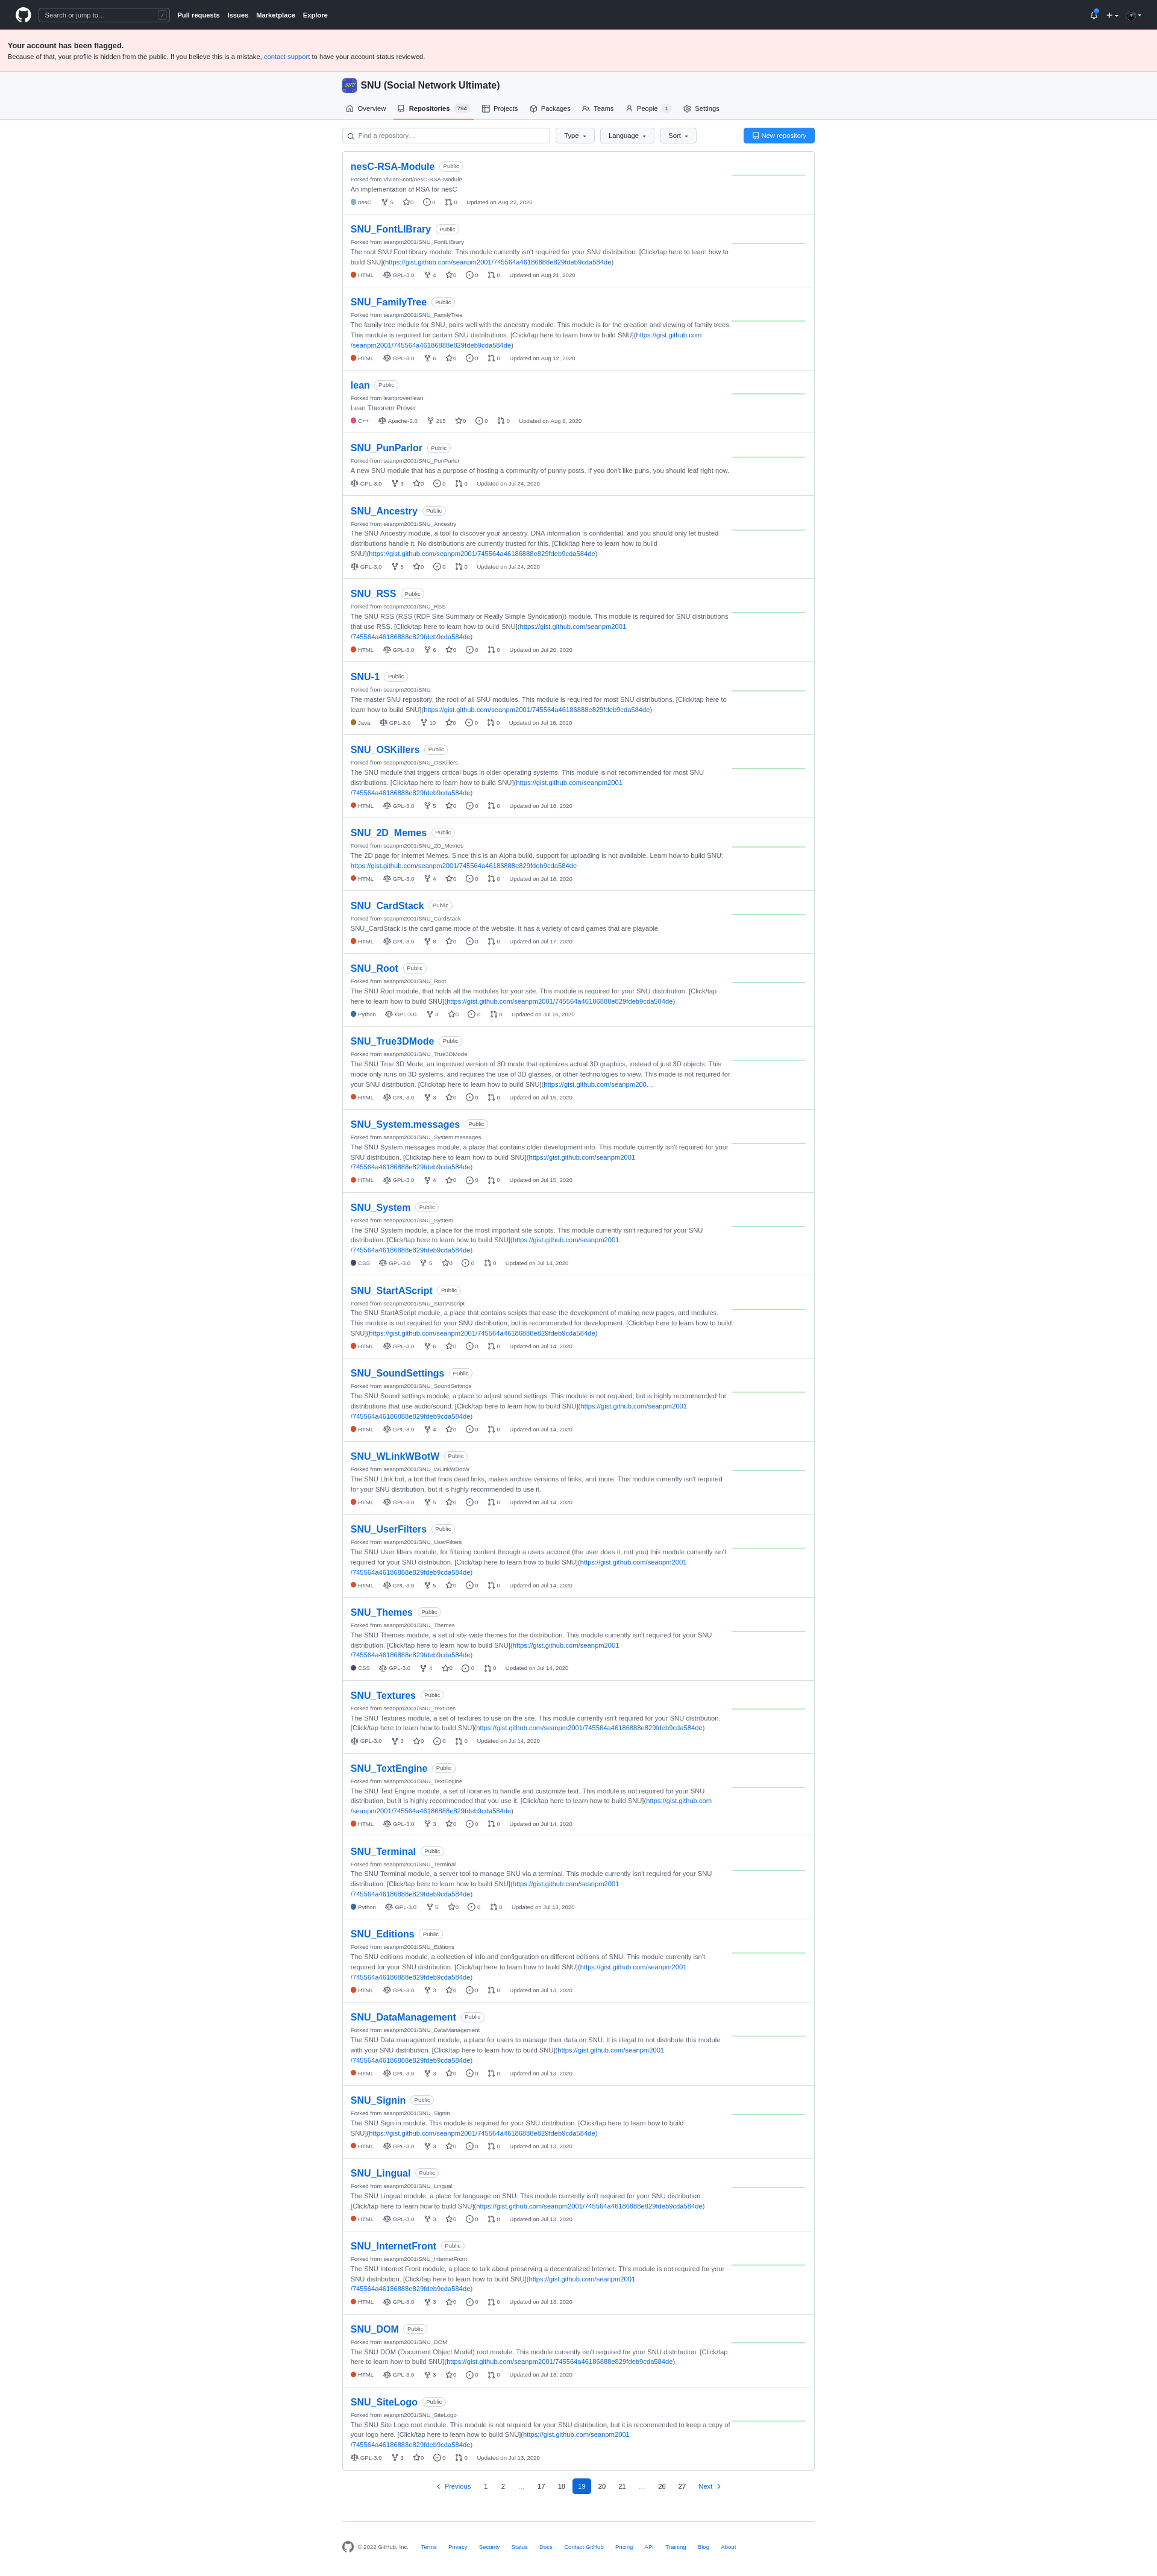 Search or jump to… /
Pull requests Issues Marketplace Explore
Your account has been flagged.
Because of that, your profile is hidden from the public. If you believe this is a mistake, contact support to have your account status reviewed.
SNU (Social Network Ultimate)
Overview Repositories 794 Projects Packages Teams People 1 Settings
Find a repository… Type Language Sort New repository
nesC-RSA-Module Public
Forked from VivianScott/nesC-RSA-Module
An implementation of RSA for nesC
nesC 5 0 0 0 Updated on Aug 22, 2020
SNU_FontLIBrary Public
Forked from seanpm2001/SNU_FontLIBrary
The root SNU Font library module. This module currently isn't required for your SNU distribution. [Click/tap here to learn how to
build SNU](https://gist.github.com/seanpm2001/745564a46186888e829fdeb9cda584de)
HTML GPL-3.0 4 0 0 0 Updated on Aug 21, 2020
SNU_FamilyTree Public
Forked from seanpm2001/SNU_FamilyTree
The family tree module for SNU, pairs well with the ancestry module. This module is for the creation and viewing of family trees.
This module is required for certain SNU distributions. [Click/tap here to learn how to build SNU](https://gist.github.com
/seanpm2001/745564a46186888e829fdeb9cda584de)
HTML GPL-3.0 6 0 0 0 Updated on Aug 12, 2020
lean Public
Forked from leanprover/lean
Lean Theorem Prover
C++ Apache-2.0 215 0 0 0 Updated on Aug 6, 2020
SNU_PunParlor Public
Forked from seanpm2001/SNU_PunParlor
A new SNU module that has a purpose of hosting a community of punny posts. If you don't like puns, you should leaf right now.
GPL-3.0 3 0 0 0 Updated on Jul 24, 2020
SNU_Ancestry Public
Forked from seanpm2001/SNU_Ancestry
The SNU Ancestry module, a tool to discover your ancestry. DNA information is confidential, and you should only let trusted
distributions handle it. No distributions are currently trusted for this. [Click/tap here to learn how to build
SNU](https://gist.github.com/seanpm2001/745564a46186888e829fdeb9cda584de)
GPL-3.0 5 0 0 0 Updated on Jul 24, 2020
SNU_RSS Public
Forked from seanpm2001/SNU_RSS
The SNU RSS (RSS (RDF Site Summary or Really Simple Syndication)) module. This module is required for SNU distributions
that use RSS. [Click/tap here to learn how to build SNU](https://gist.github.com/seanpm2001
/745564a46186888e829fdeb9cda584de)
HTML GPL-3.0 6 0 0 0 Updated on Jul 20, 2020
SNU-1 Public
Forked from seanpm2001/SNU
The master SNU repository, the root of all SNU modules. This module is required for most SNU distributions. [Click/tap here to
learn how to build SNU](https://gist.github.com/seanpm2001/745564a46186888e829fdeb9cda584de)
Java GPL-3.0 10 0 0 0 Updated on Jul 18, 2020
SNU_OSKillers Public
Forked from seanpm2001/SNU_OSKillers
The SNU module that triggers critical bugs in older operating systems. This module is not recommended for most SNU
distributions. [Click/tap here to learn how to build SNU](https://gist.github.com/seanpm2001
/745564a46186888e829fdeb9cda584de)
HTML GPL-3.0 5 0 0 0 Updated on Jul 18, 2020
SNU_2D_Memes Public
Forked from seanpm2001/SNU_2D_Memes
The 2D page for Internet Memes. Since this is an Alpha build, support for uploading is not available. Learn how to build SNU:
https://gist.github.com/seanpm2001/745564a46186888e829fdeb9cda584de
HTML GPL-3.0 4 0 0 0 Updated on Jul 18, 2020
SNU_CardStack Public
Forked from seanpm2001/SNU_CardStack
SNU_CardStack is the card game mode of the website. It has a variety of card games that are playable.
HTML GPL-3.0 8 0 0 0 Updated on Jul 17, 2020
SNU_Root Public
Forked from seanpm2001/SNU_Root
The SNU Root module, that holds all the modules for your site. This module is required for your SNU distribution. [Click/tap
here to learn how to build SNU](https://gist.github.com/seanpm2001/745564a46186888e829fdeb9cda584de)
Python GPL-3.0 3 0 0 0 Updated on Jul 16, 2020
SNU_True3DMode Public
Forked from seanpm2001/SNU_True3DMode
The SNU True 3D Mode, an improved version of 3D mode that optimizes actual 3D graphics, instead of just 3D objects. This
mode only runs on 3D systems, and requires the use of 3D glasses, or other technologies to view. This mode is not required for
your SNU distribution. [Click/tap here to learn how to build SNU](https://gist.github.com/seanpm200…
HTML GPL-3.0 3 0 0 0 Updated on Jul 15, 2020
SNU_System.messages Public
Forked from seanpm2001/SNU_System.messages
The SNU System.messages module, a place that contains older development info. This module currently isn't required for your
SNU distribution. [Click/tap here to learn how to build SNU](https://gist.github.com/seanpm2001
/745564a46186888e829fdeb9cda584de)
HTML GPL-3.0 4 0 0 0 Updated on Jul 15, 2020
SNU_System Public
Forked from seanpm2001/SNU_System
The SNU System module, a place for the most important site scripts. This module currently isn't required for your SNU
distribution. [Click/tap here to learn how to build SNU](https://gist.github.com/seanpm2001
/745564a46186888e829fdeb9cda584de)
CSS GPL-3.0 5 0 0 0 Updated on Jul 14, 2020
SNU_StartAScript Public
Forked from seanpm2001/SNU_StartAScript
The SNU StartAScript module, a place that contains scripts that ease the development of making new pages, and modules.
This module is not required for your SNU distribution, but is recommended for development. [Click/tap here to learn how to build
SNU](https://gist.github.com/seanpm2001/745564a46186888e829fdeb9cda584de)
HTML GPL-3.0 6 0 0 0 Updated on Jul 14, 2020
SNU_SoundSettings Public
Forked from seanpm2001/SNU_SoundSettings
The SNU Sound settings module, a place to adjust sound settings. This module is not required, but is highly recommended for
distributions that use audio/sound. [Click/tap here to learn how to build SNU](https://gist.github.com/seanpm2001
/745564a46186888e829fdeb9cda584de)
HTML GPL-3.0 4 0 0 0 Updated on Jul 14, 2020
SNU_WLinkWBotW Public
Forked from seanpm2001/SNU_WLinkWBotW
The SNU LInk bot, a bot that finds dead links, makes archive versions of links, and more. This module currently isn't required
for your SNU distribution, but it is highly recommended to use it.
HTML GPL-3.0 5 0 0 0 Updated on Jul 14, 2020
SNU_UserFilters Public
Forked from seanpm2001/SNU_UserFilters
The SNU User filters module, for filtering content through a users account (the user does it, not you) this module currently isn't
required for your SNU distribution. [Click/tap here to learn how to build SNU](https://gist.github.com/seanpm2001
/745564a46186888e829fdeb9cda584de)
HTML GPL-3.0 5 0 0 0 Updated on Jul 14, 2020
SNU_Themes Public
Forked from seanpm2001/SNU_Themes
The SNU Themes module, a set of site-wide themes for the distribution. This module currently isn't required for your SNU
distribution. [Click/tap here to learn how to build SNU](https://gist.github.com/seanpm2001
/745564a46186888e829fdeb9cda584de)
CSS GPL-3.0 4 0 0 0 Updated on Jul 14, 2020
SNU_Textures Public
Forked from seanpm2001/SNU_Textures
The SNU Textures module, a set of textures to use on the site. This module currently isn't required for your SNU distribution.
[Click/tap here to learn how to build SNU](https://gist.github.com/seanpm2001/745564a46186888e829fdeb9cda584de)
GPL-3.0 3 0 0 0 Updated on Jul 14, 2020
SNU_TextEngine Public
Forked from seanpm2001/SNU_TextEngine
The SNU Text Engine module, a set of libraries to handle and customize text. This module is not required for your SNU
distribution, but it is highly recommended that you use it. [Click/tap here to learn how to build SNU](https://gist.github.com
/seanpm2001/745564a46186888e829fdeb9cda584de)
HTML GPL-3.0 3 0 0 0 Updated on Jul 14, 2020
SNU_Terminal Public
Forked from seanpm2001/SNU_Terminal
The SNU Terminal module, a server tool to manage SNU via a terminal. This module currently isn't required for your SNU
distribution. [Click/tap here to learn how to build SNU](https://gist.github.com/seanpm2001
/745564a46186888e829fdeb9cda584de)
Python GPL-3.0 5 0 0 0 Updated on Jul 13, 2020
SNU_Editions Public
Forked from seanpm2001/SNU_Editions
The SNU editions module, a collection of info and configuration on different editions of SNU. This module currently isn't
required for your SNU distribution. [Click/tap here to learn how to build SNU](https://gist.github.com/seanpm2001
/745564a46186888e829fdeb9cda584de)
HTML GPL-3.0 3 0 0 0 Updated on Jul 13, 2020
SNU_DataManagement Public
Forked from seanpm2001/SNU_DataManagement
The SNU Data management module, a place for users to manage their data on SNU. It is illegal to not distribute this module
with your SNU distribution. [Click/tap here to learn how to build SNU](https://gist.github.com/seanpm2001
/745564a46186888e829fdeb9cda584de)
HTML GPL-3.0 3 0 0 0 Updated on Jul 13, 2020
SNU_Signin Public
Forked from seanpm2001/SNU_Signin
The SNU Sign-in module. This module is required for your SNU distribution. [Click/tap here to learn how to build
SNU](https://gist.github.com/seanpm2001/745564a46186888e829fdeb9cda584de)
HTML GPL-3.0 3 0 0 0 Updated on Jul 13, 2020
SNU_Lingual Public
Forked from seanpm2001/SNU_Lingual
The SNU Lingual module, a place for language on SNU. This module currently isn't required for your SNU distribution.
[Click/tap here to learn how to build SNU](https://gist.github.com/seanpm2001/745564a46186888e829fdeb9cda584de)
HTML GPL-3.0 3 0 0 0 Updated on Jul 13, 2020
SNU_InternetFront Public
Forked from seanpm2001/SNU_InternetFront
The SNU Internet Front module, a place to talk about preserving a decentralized Internet. This module is not required for your
SNU distribution. [Click/tap here to learn how to build SNU](https://gist.github.com/seanpm2001
/745564a46186888e829fdeb9cda584de)
HTML GPL-3.0 3 0 0 0 Updated on Jul 13, 2020
SNU_DOM Public
Forked from seanpm2001/SNU_DOM
The SNU DOM (Document Object Model) root module. This module currently isn't required for your SNU distribution. [Click/tap
here to learn how to build SNU](https://gist.github.com/seanpm2001/745564a46186888e829fdeb9cda584de)
HTML GPL-3.0 3 0 0 0 Updated on Jul 13, 2020
SNU_SiteLogo Public
Forked from seanpm2001/SNU_SiteLogo
The SNU Site Logo root module. This module is not required for your SNU distribution, but it is recommended to keep a copy of
your logo here. [Click/tap here to learn how to build SNU](https://gist.github.com/seanpm2001
/745564a46186888e829fdeb9cda584de)
GPL-3.0 3 0 0 0 Updated on Jul 13, 2020
Previous 1 2 … 17 18 19 20 21 … 26 27 Next
© 2022 GitHub, Inc. Terms Privacy Security Status Docs Contact GitHub Pricing API Training Blog About